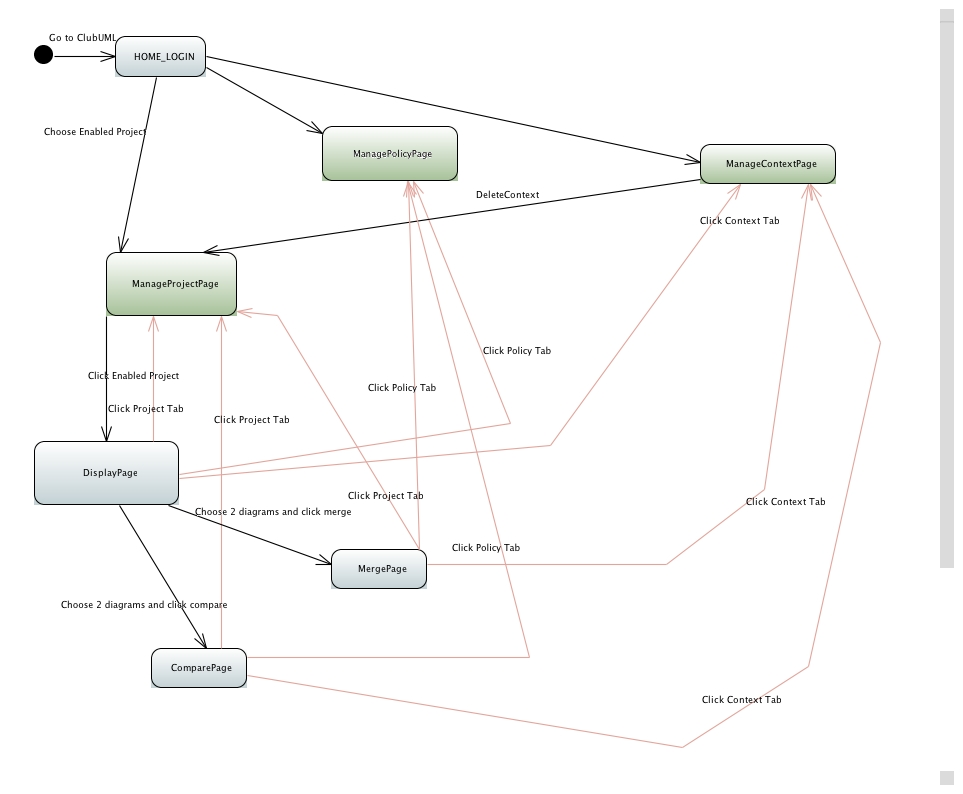 Go to ClubUML
HOME_LOGIN
Choose Enabled Project
ManagePolicyPage
ManageContextPage
DeleteContext
Click Context Tab
ManageProjectPage
Click Policy Tab
Click Enabled Project
Click Policy Tab
Click Project Tab
Click Project Tab
DisplayPage
Click Project Tab
Click Context Tab
Choose 2 diagrams and click merge
Click Policy Tab
MergePage
Choose 2 diagrams and click compare
ComparePage
Click Context Tab